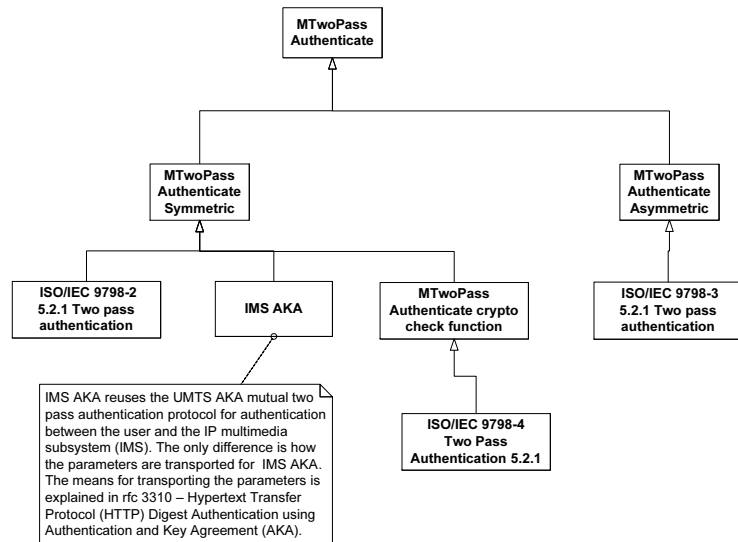 MTwoPass
Authenticate
MTwoPass
Authenticate
Symmetric
MTwoPass
Authenticate
Asymmetric
ISO/IEC 9798-2
5.2.1 Two pass
authentication
IMS AKA
MTwoPass
Authenticate crypto
check function
ISO/IEC 9798-3
5.2.1 Two pass
authentication
IMS AKA reuses the UMTS AKA mutual two
pass authentication protocol for authentication
between the user and the IP multimedia
subsystem (IMS). The only difference is how
the parameters are transported for IMS AKA.
The means for transporting the parameters is
explained in rfc 3310 – Hypertext Transfer
Protocol (HTTP) Digest Authentication using
Authentication and Key Agreement (AKA).
ISO/IEC 9798-4
Two Pass
Authentication 5.2.1